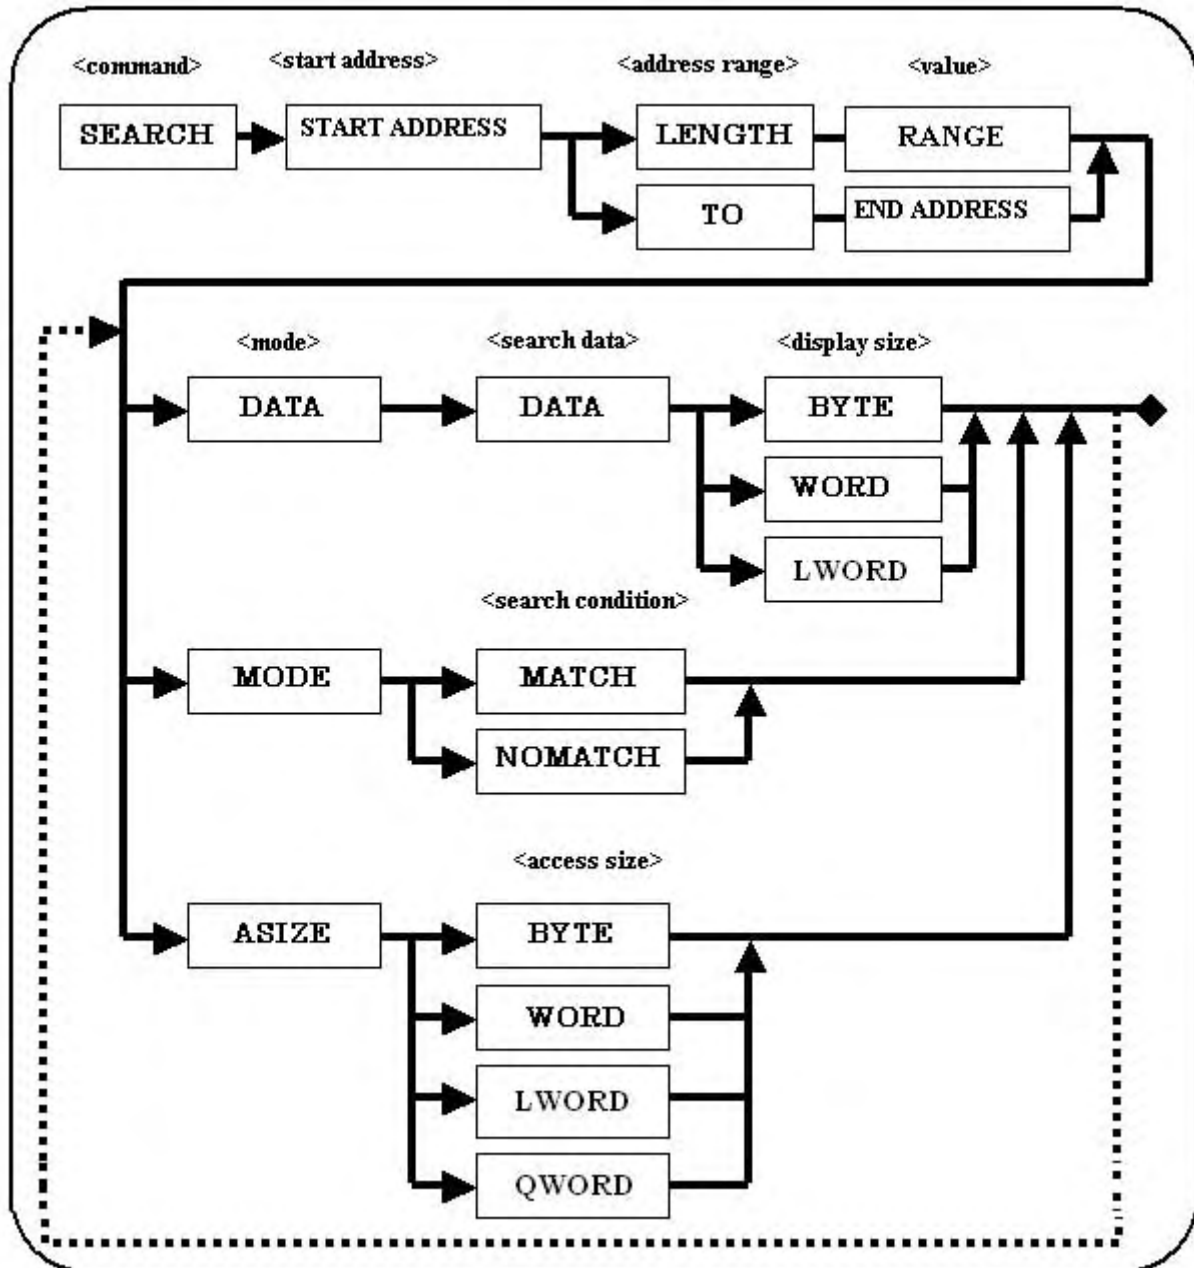 <command> <start address> <address range> <value>
SEARCH START ADDRESS LENGTH RANGE
TO END ADDRESS
<mode> <search data> <display size>
DATA DATA BYTE
WORD
LWORD
<search condition>
MODE MATCH
NOMATCH
<access size>
ASIZE BYTE
WORD
LWORD
QWORD